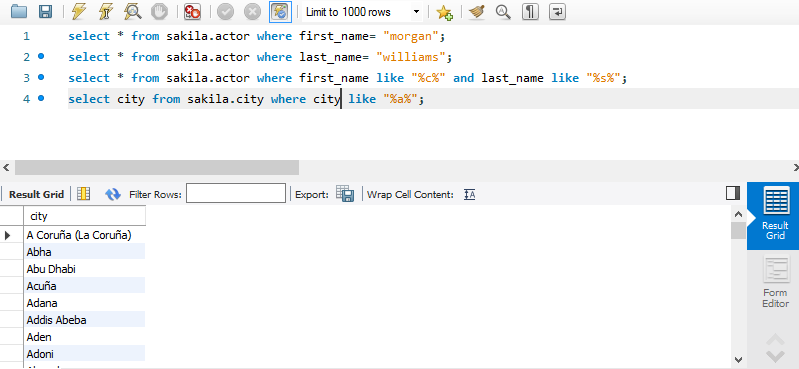 Limit to 1000 rows
1 select * from sakila.actor where first_name= "morgan";
2 select * from sakila.actor where last_name= "williams";
3 select * from sakila.actor where first_name like "%c%" and last_name like "%s%";
4 select city from sakila.city where city like "%a%";
Result Grid Filter Rows: Export: Wrap Cell Content: IA
city
A Coruña (La Coruña)
Abha
Abu Dhabi
Acuña
Adana
Addis Abeba
Aden
Adoni
Result
Grid
Form
Editor